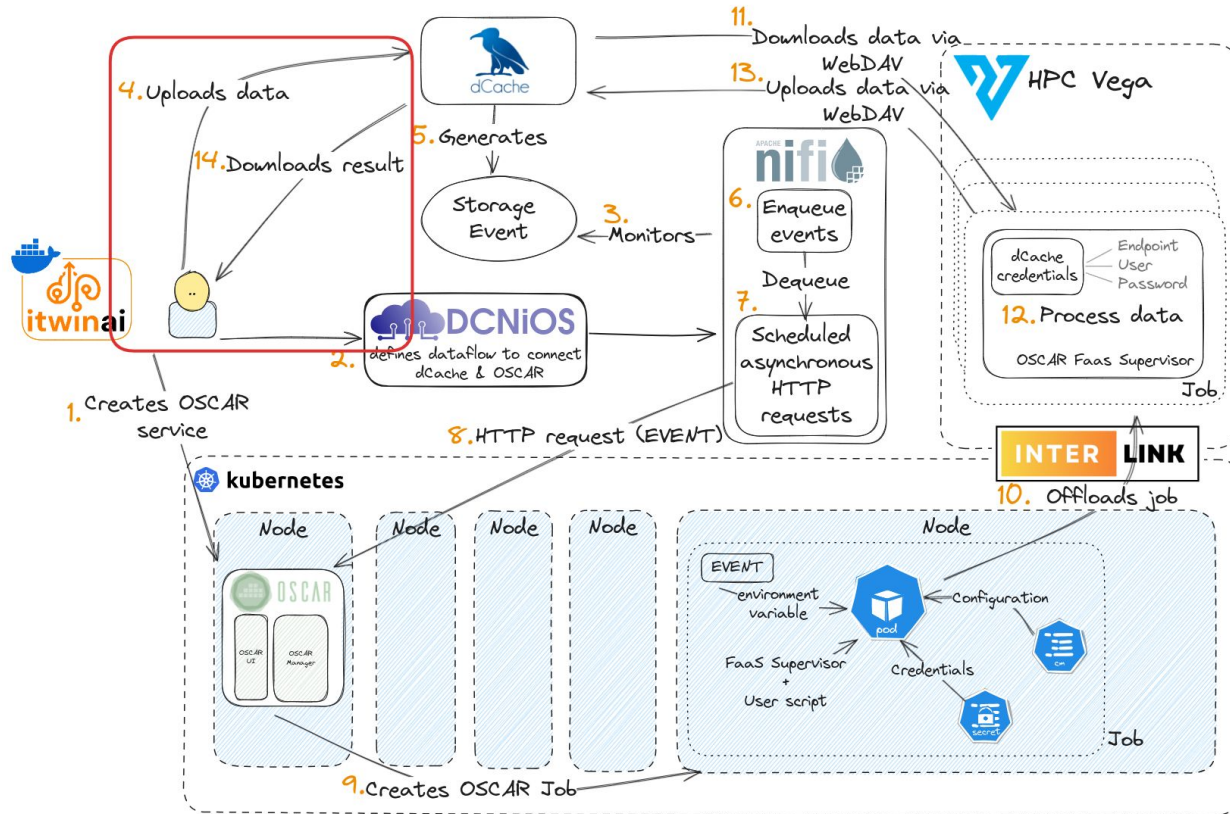 11.
Downloads data via
WebDAV
13.
Uploads data via
WebDAV
dCache
HPC Vega
4. Uploads data
5. Generates
14. Downloads result
Storage
Event
3.
Monitors
APACHE
nifi
6.
Enqueue
events
Dequeue
7.
Scheduled
asynchronous
HTTP
requests
dCache
credentials
Endpoint
User
Password
12. Process data
OSCAR FaaS Supervisor
Job
itwinai
DCNiOS
2.
defines dataflow to connect
dCache & OSCAR
1. Creates OSCAR
service
8. HTTP request (EVENT)
INTER LINK
10. Offloads job
kubernetes
Node
Node
Node
Node
Node
OSCAR
OSCAR
UI
OSCAR
Manager
EVENT
environment
variable
pod
Configuration
cm
FaaS Supervisor
+
User script
Credentials
secret
Job
9. Creates OSCAR Job